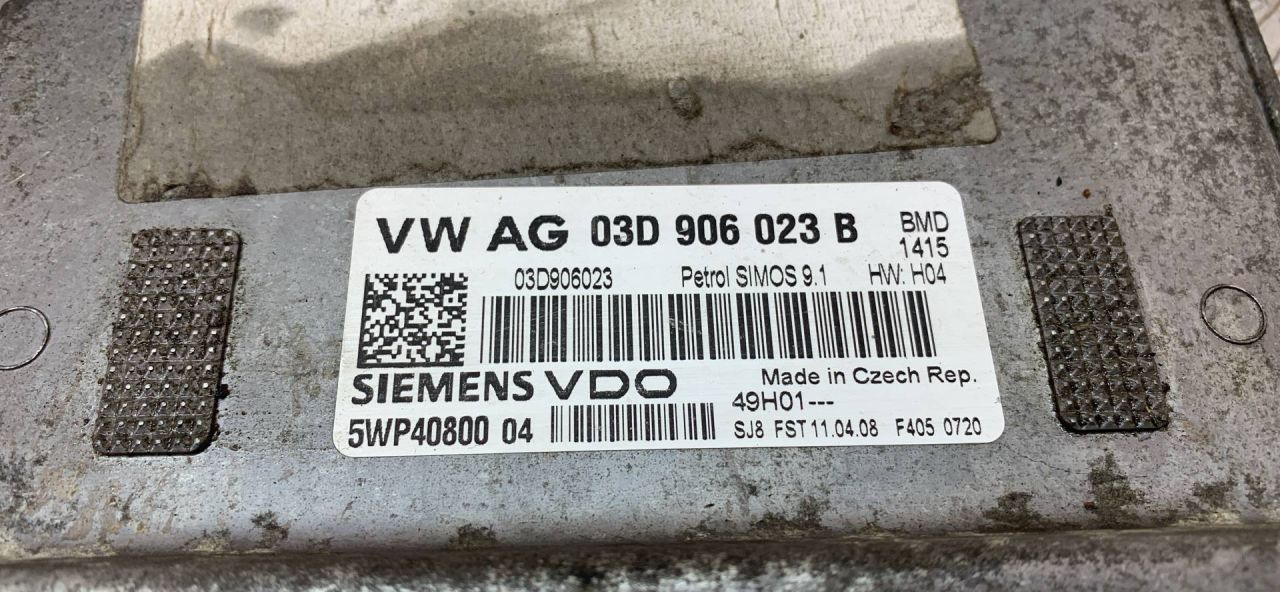 VW AG 03D 906 023 B BMD
1415
03D906023 Petrol SIMOS 9.1 HW: H04
SIEMENS VDO Made in Czech Rep.
49H01---
5WP40800 04 SJ8 FST 11.04.08 F405 0720